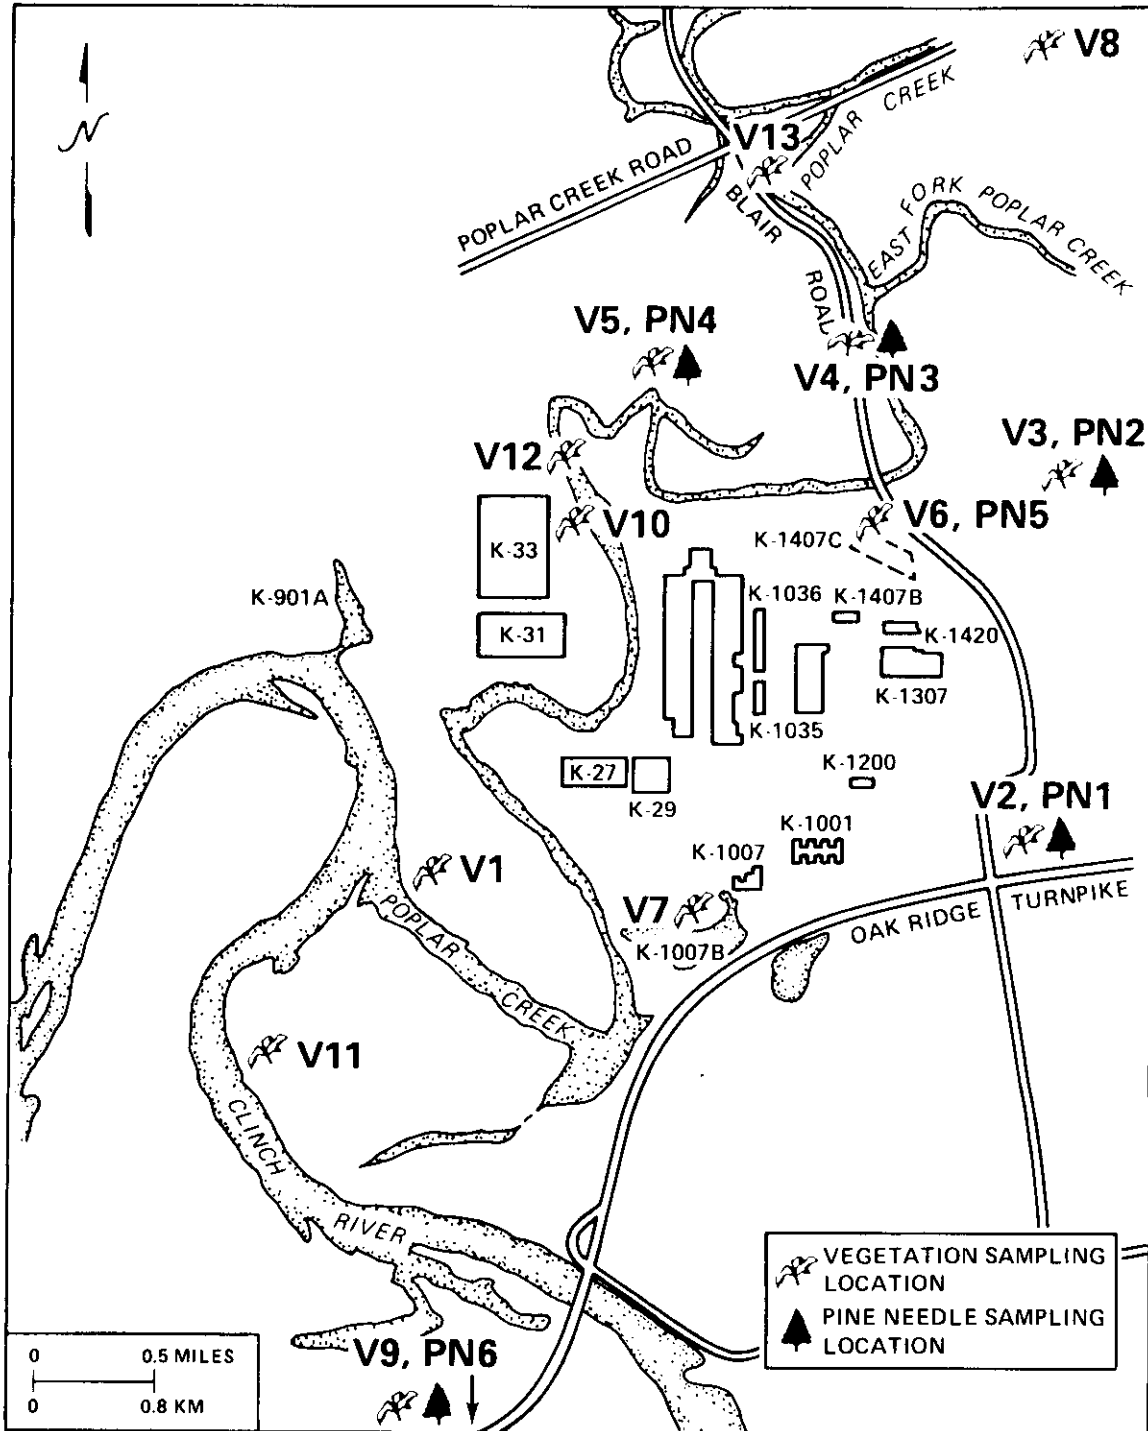 V8
N
V13
POPLAR CREEK ROAD
POPLAR CREEK
BLAIR
ROAD
EAST FORK POPLAR CREEK
V5, PN4
V4, PN3
V3, PN2
V12
V10
V6, PN5
K-33
K-1407C
K-901A
K-31
K-1036
K-1407B
K-1420
K-1307
K-1035
K-27
K-29
K-1200
V2, PN1
K-1001
K-1007
V1
V7
K-1007B
OAK RIDGE TURNPIKE
POPLAR
CREEK
V11
CLINCH
RIVER
VEGETATION SAMPLING
LOCATION
PINE NEEDLE SAMPLING
LOCATION
V9, PN6
0 0.5 MILES
0 0.8 KM